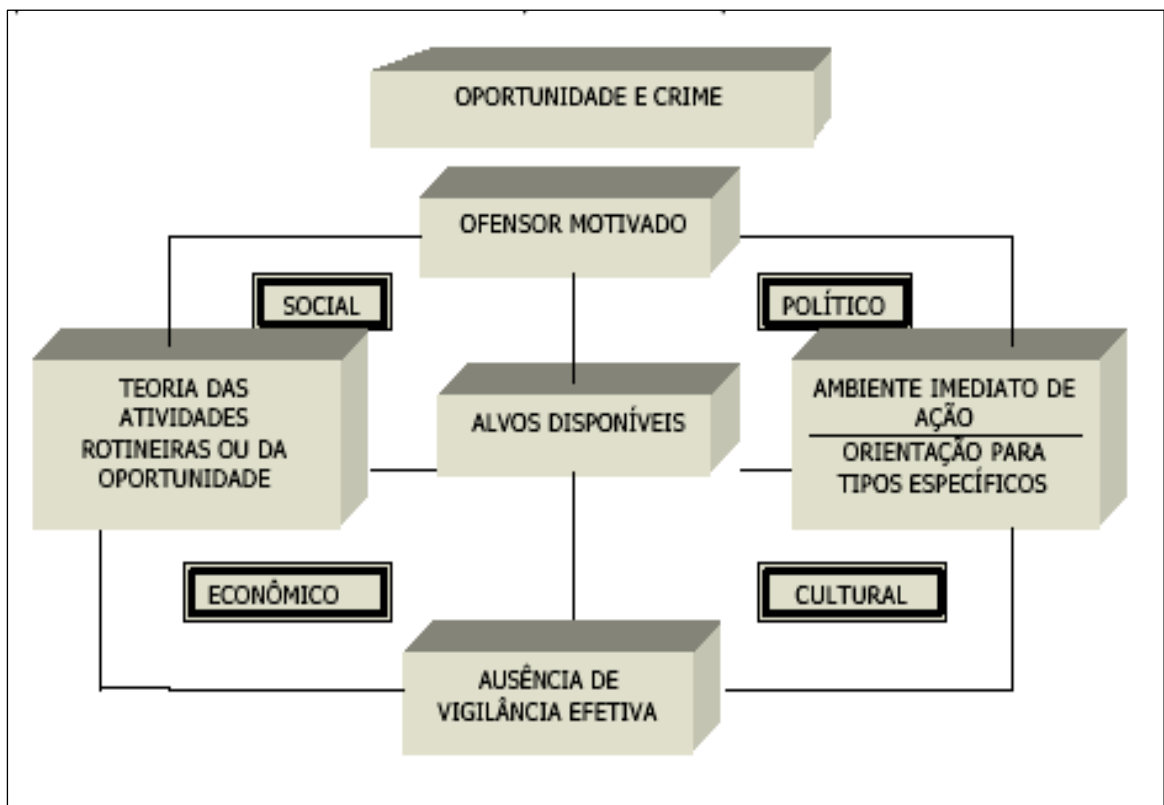 OPORTUNIDADE E CRIME
OFENSOR MOTIVADO
SOCIAL
POLÍTICO
TEORIA DAS
ATIVIDADES
ROTINEIRAS OU DA
OPORTUNIDADE
ALVOS DISPONÍVEIS
AMBIENTE IMEDIATO DE
AÇÃO
ORIENTAÇÃO PARA
TIPOS ESPECÍFICOS
ECONÔMICO
CULTURAL
AUSÊNCIA DE
VIGILÂNCIA EFETIVA